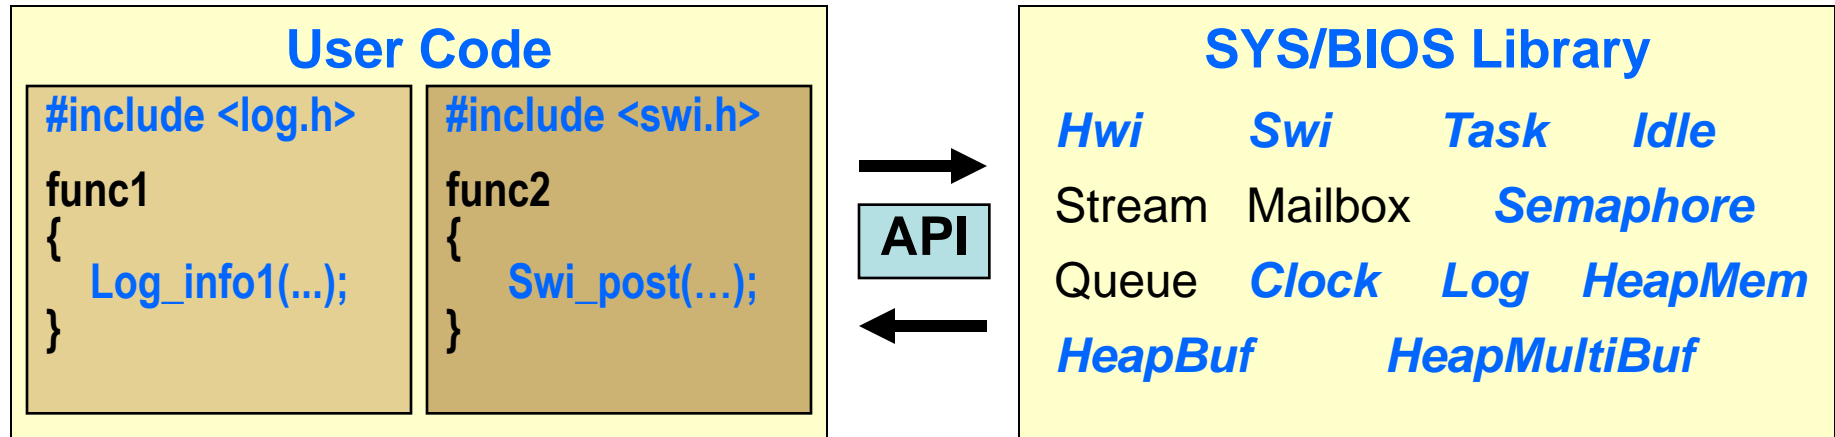 User Code
#include <log.h>
func1
{
Log_info1(...);
}
#include <swi.h>
func2
{
Swi_post(…);
}
API
SYS/BIOS Library
Hwi Swi Task Idle
Stream Mailbox Semaphore
Queue Clock Log HeapMem
HeapBuf HeapMultiBuf